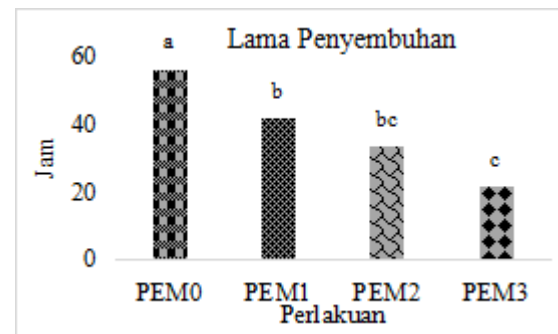 Lama Penyembuhan
60
40
20
0
Jam
a
b
bc
c
PEM0 PEM1 PEM2 PEM3
Perlakuan